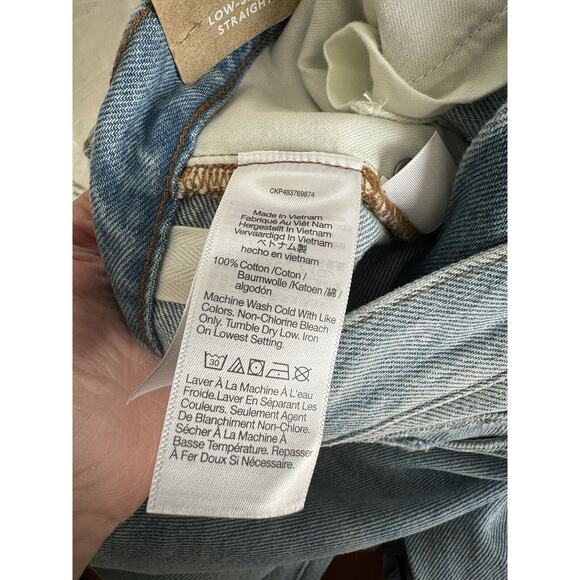 LOW-
STRAIGHT
CKP483769874
Made In Vietnam
Fabriqué Au Viêt Nam
Hergestellt In Vietnam
Vervaardigd In Vietnam
ベトナム製
hecho en vietnam
100% Cotton /Coton /
Baumwolle /Katoen /綿
algodón
Machine Wash Cold With Like
Colors. Non-Chlorine Bleach
Only. Tumble Dry Low. Iron
On Lowest Setting.
30
Laver À La Machine À L'eau
Froide.Laver En Séparant Les
Couleurs. Seulement Agent
De Blanchiment Non-Chlore.
Sécher À La Machine À
Basse Température. Repasser
À Fer Doux Si Nécessaire.